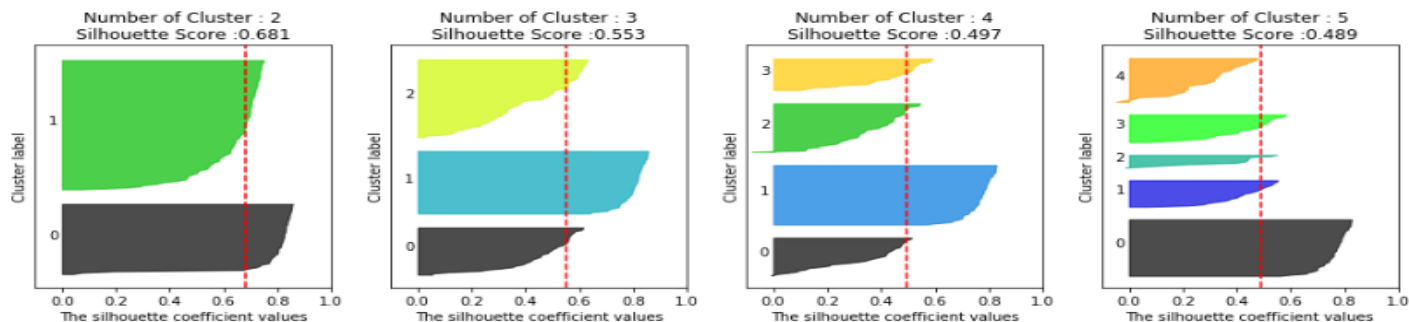 Number of Cluster : 2
Silhouette Score :0.681
Cluster label
1
0
0.0 0.2 0.4 0.6 0.8 1.0
The silhouette coefficient values
Number of Cluster : 3
Silhouette Score :0.553
Cluster label
2
1
0
0.0 0.2 0.4 0.6 0.8 1.0
The silhouette coefficient values
Number of Cluster : 4
Silhouette Score :0.497
Cluster label
3
2
1
0
0.0 0.2 0.4 0.6 0.8 1.0
The silhouette coefficient values
Number of Cluster : 5
Silhouette Score :0.489
Cluster label
4
3
2
1
0
0.0 0.2 0.4 0.6 0.8 1.0
The silhouette coefficient values